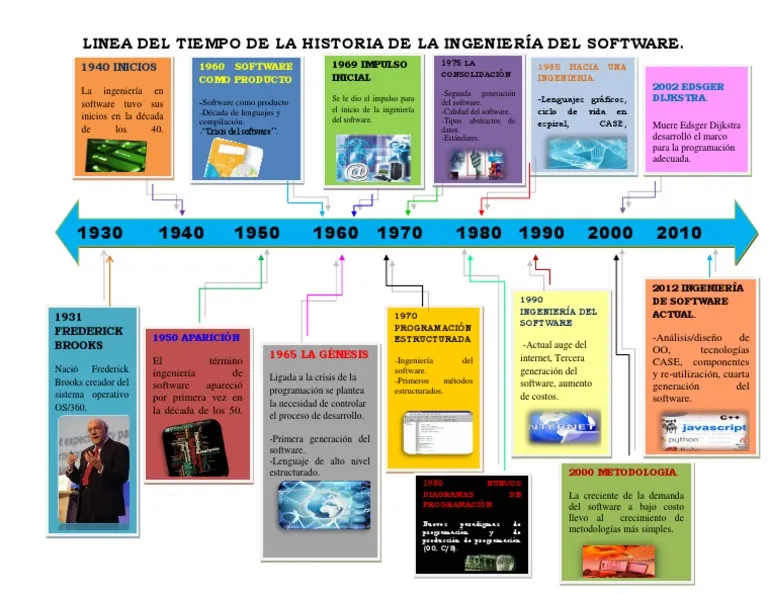 LINEA DEL TIEMPO DE LA HISTORIA DE LA INGENIERÍA DEL SOFTWARE.
1940 INICIOS
La ingeniería en
software tuvo sus
inicios en la década
de los 40.
1960 SOFTWARE
COMO PRODUCTO
-Software como producto
-Década de lenguajes y
compilación.
-"Crisis del software".
1969 IMPULSO
INICIAL
Se le dio el impulso para
el inicio de la ingeniería
del software.
1975 LA
CONSOLIDACIÓN
-Segunda generación
del software.
-Calidad del software.
-Tipos abstractos de
datos.
-Estándares.
1985 HACIA UNA
INGENIERIA.
-Lenguajes gráficos,
ciclo de vida en
espiral, CASE,
2002 EDSGER
DIJKSTRA.
Muere Edsger Dijkstra
desarrolló el marco
para la programación
adecuada.
1930 1940 1950 1960 1970 1980 1990 2000 2010
1931
FREDERICK
BROOKS
Nació Frederick
Brooks creador del
sistema operativo
OS/360.
1950 APARICIÓN
El término
ingeniería de
software apareció
por primera vez en
la década de los 50.
1965 LA GÉNESIS
Ligada a la crisis de la
programación se plantea
la necesidad de controlar
el proceso de desarrollo.
-Primera generación del
software.
-Lenguaje de alto nivel
estructurado.
1970
PROGRAMACIÓN
ESTRUCTURADA
-Ingeniería del
software.
-Primeros métodos
estructurados.
1980 NUEVOS
DIAGRAMAS DE
PROGRAMACIÓN
Nuevos paradigmas de
programación y de
producción de programación
(OO, C/S).
1990
INGENIERÍA DEL
SOFTWARE
-Actual auge del
internet, Tercera
generación del
software, aumento
de costos.
INTERNET
2000 METODOLOGIA.
La creciente de la demanda
del software a bajo costo
llevo al crecimiento de
metodologías más simples.
2012 INGENIERÍA
DE SOFTWARE
ACTUAL.
-Análisis/diseño de
OO, tecnologías
CASE, componentes
y re-utilización, cuarta
generación del
software.
C++
javascript
python